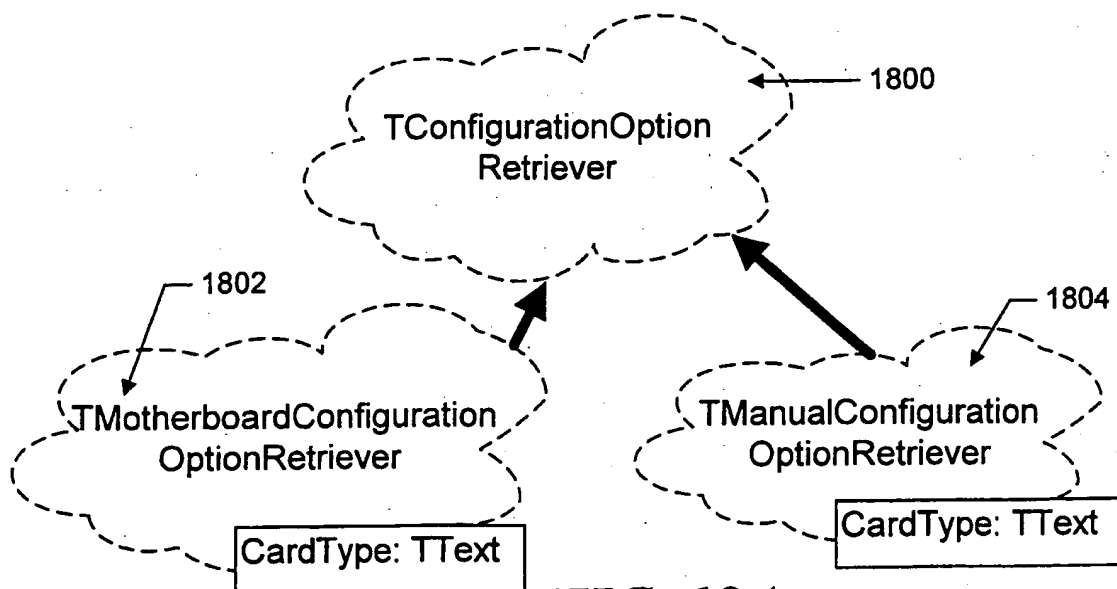 1800
TConfigurationOption
Retriever
1802
1804
TMotherboardConfiguration
OptionRetriever
TManualConfiguration
OptionRetriever
CardType: TText
CardType: TText